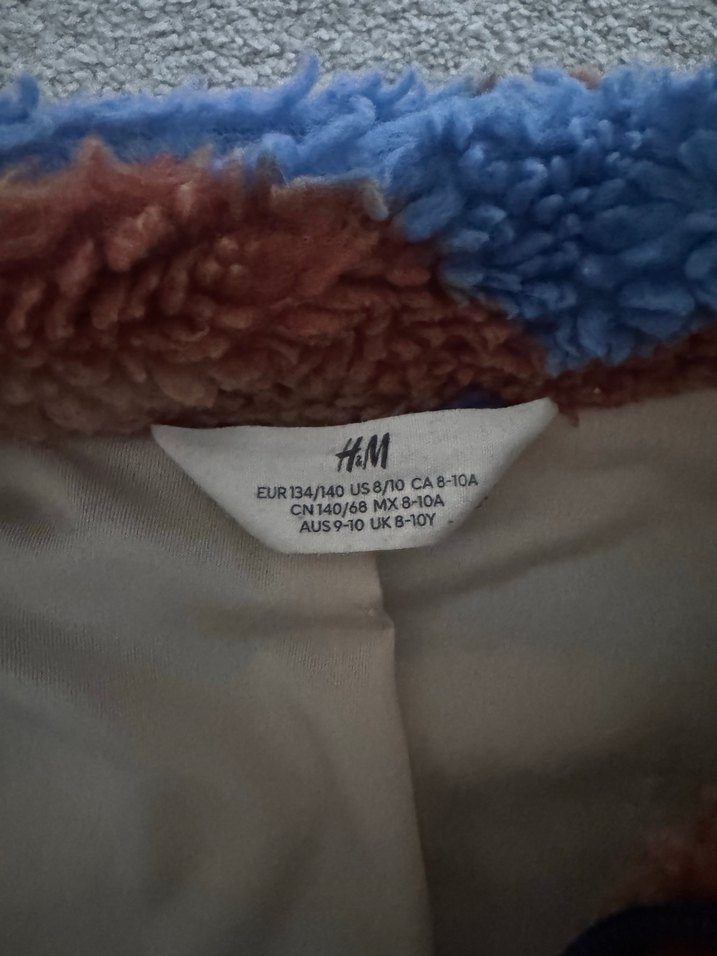 H&M
EUR 134/140 US 8/10 CA 8-10A
CN 140/68 MX 8-10A
AUS 9-10 UK 8-10Y